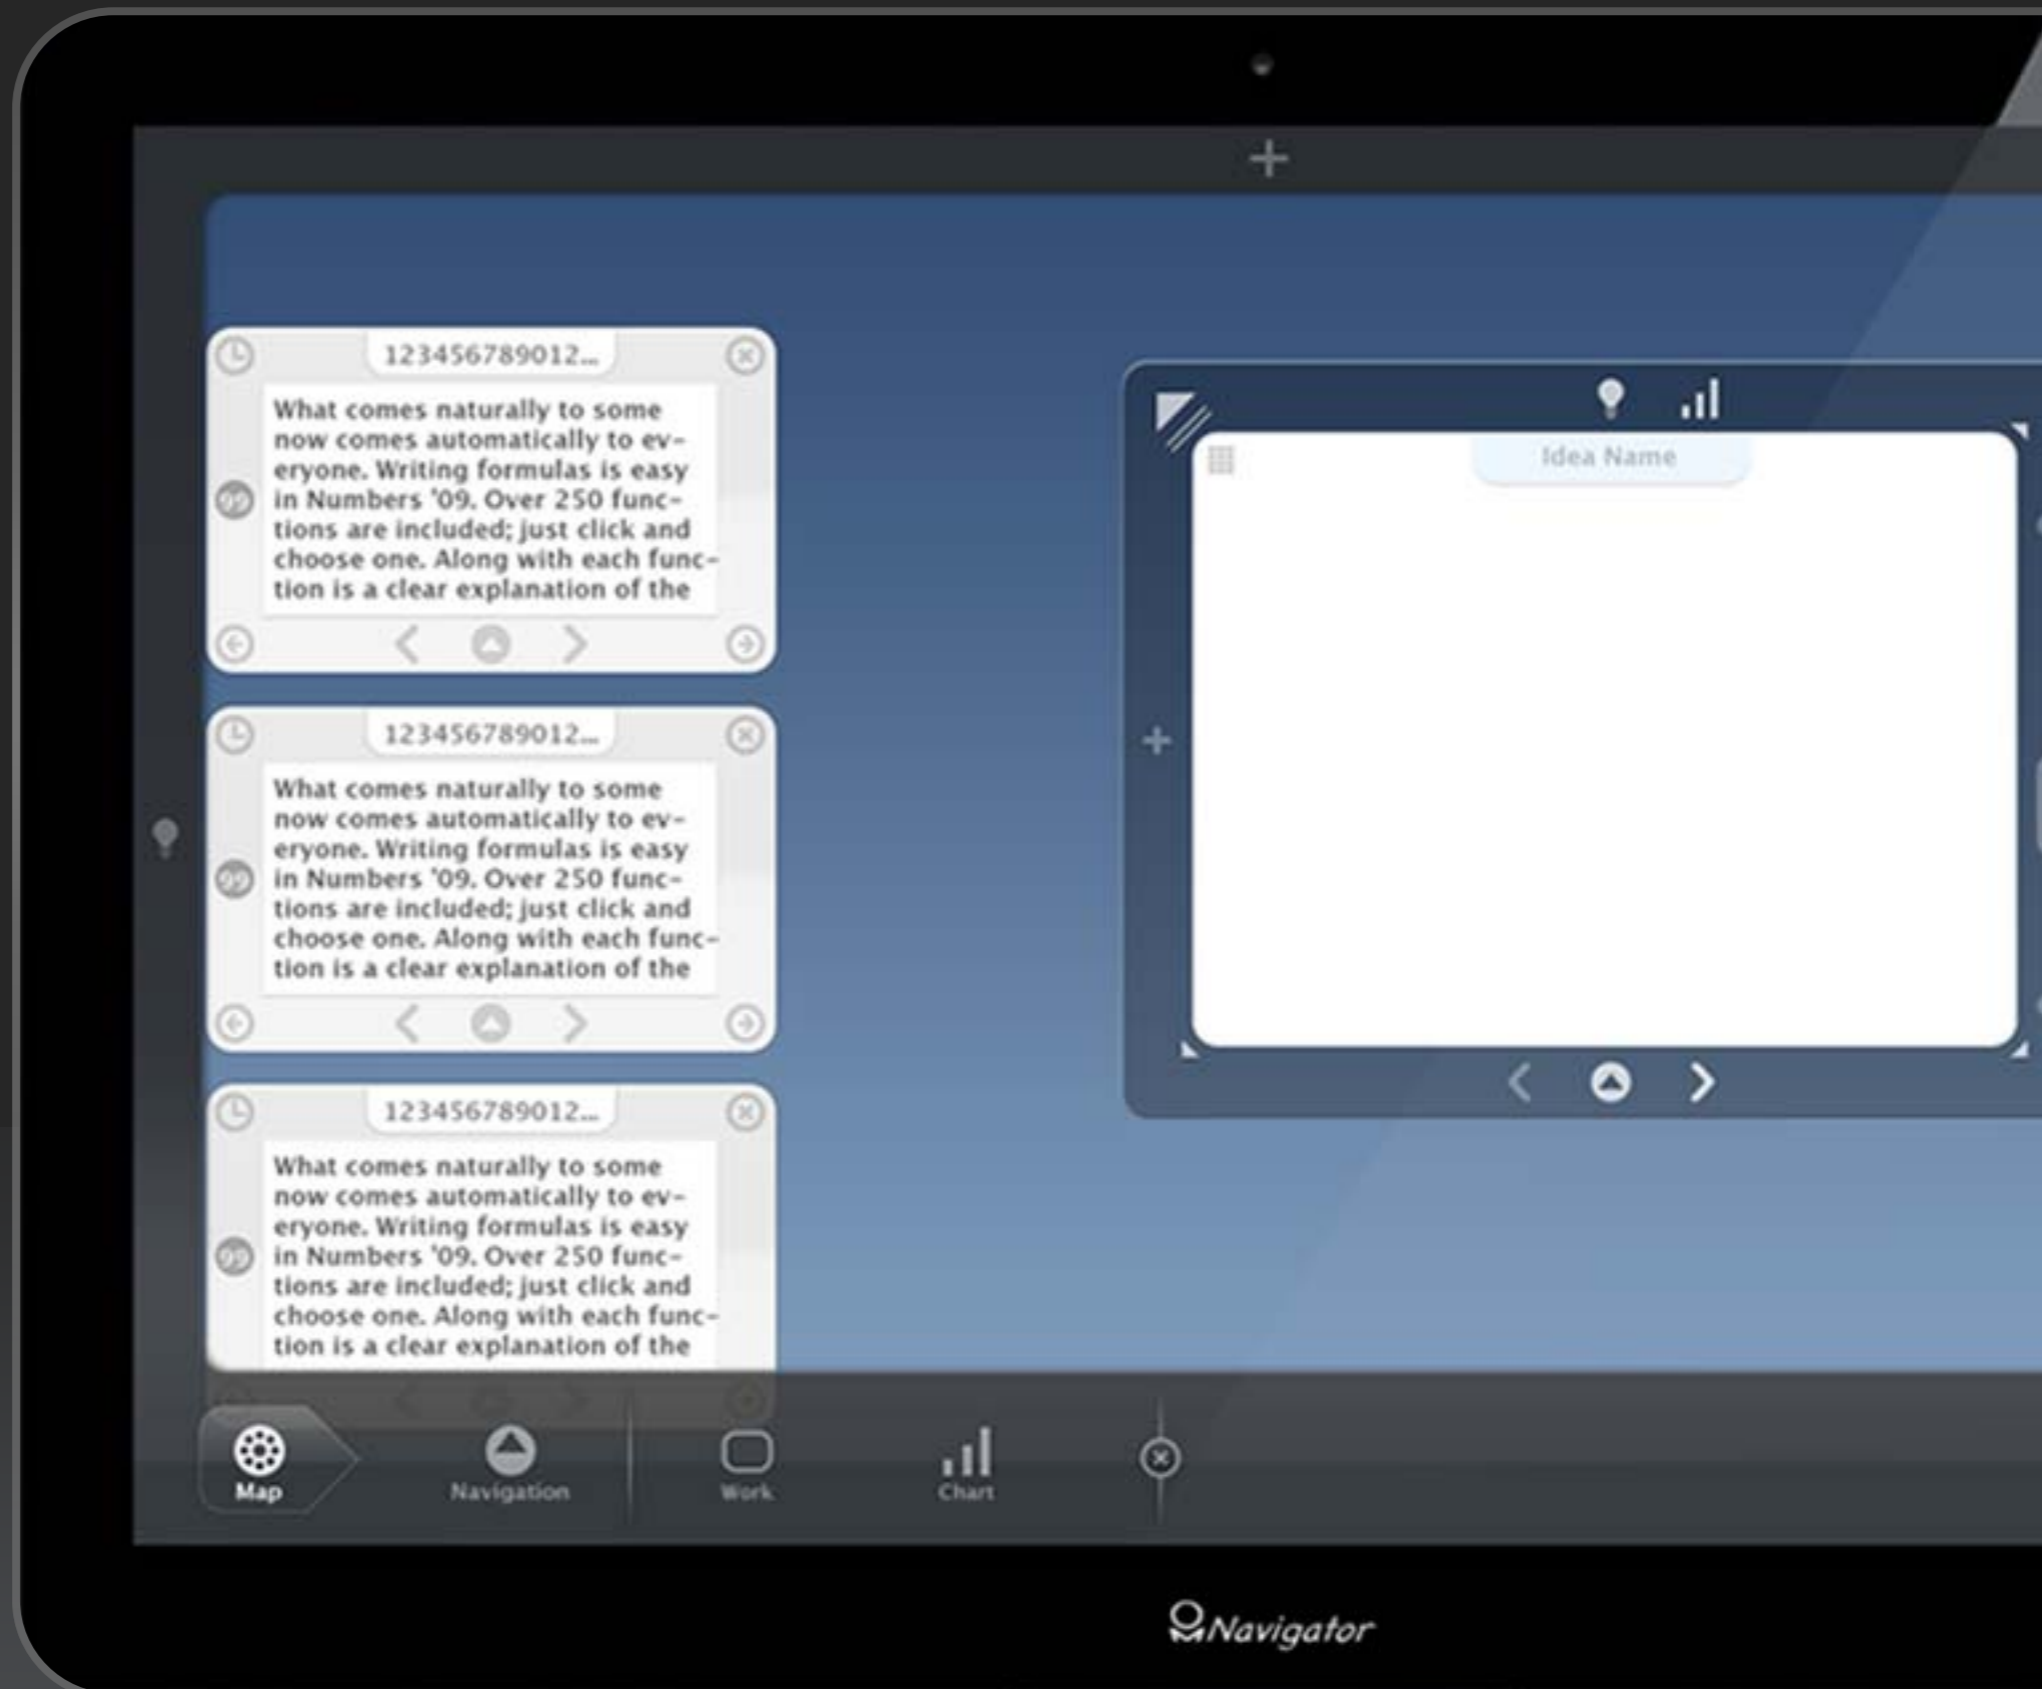 123456789012...
What comes naturally to some
now comes automatically to ev-
eryone. Writing formulas is easy
in Numbers '09. Over 250 func-
tions are included; just click and
choose one. Along with each func-
tion is a clear explanation of the
123456789012...
What comes naturally to some
now comes automatically to ev-
eryone. Writing formulas is easy
in Numbers '09. Over 250 func-
tions are included; just click and
choose one. Along with each func-
tion is a clear explanation of the
123456789012...
What comes naturally to some
now comes automatically to ev-
eryone. Writing formulas is easy
in Numbers '09. Over 250 func-
tions are included; just click and
choose one. Along with each func-
tion is a clear explanation of the
Idea Name
Map
Navigation
Work
Chart
Navigator